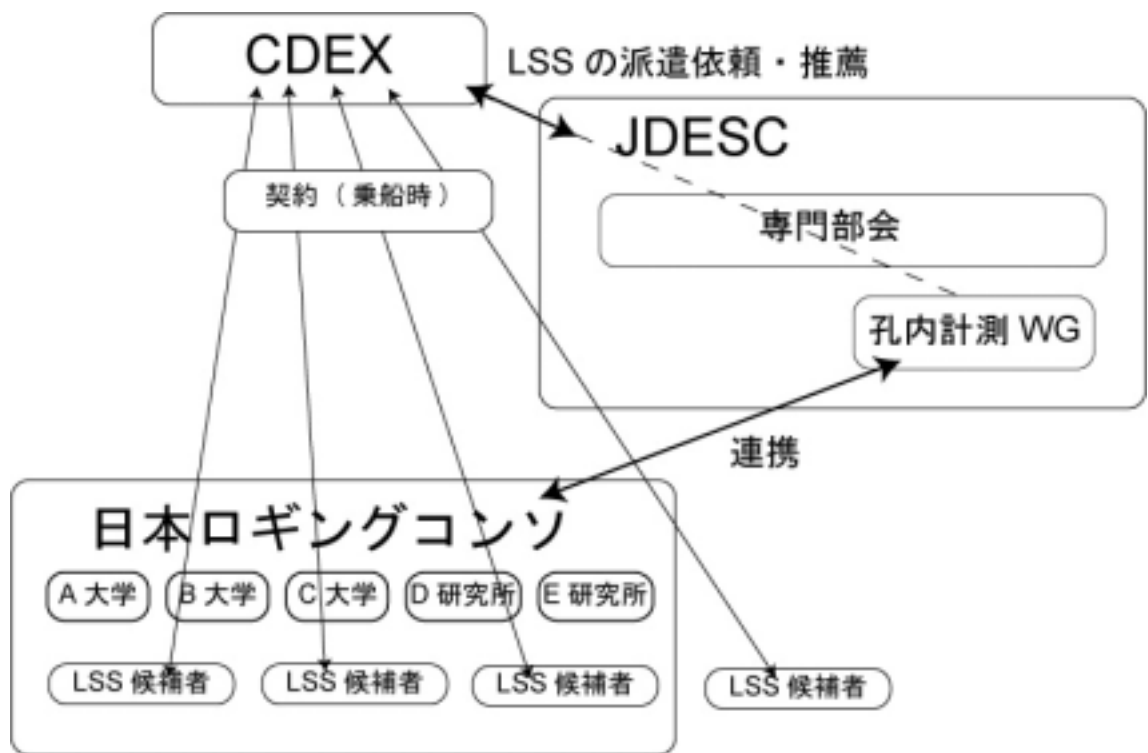 CDEX
LSS の派遣依頼・推薦
JDESC
契約（乗船時）
専門部会
孔内計測 WG
連携
日本ロギングコンソ
A 大学
B 大学
C 大学
D 研究所
E 研究所
LSS 候補者
LSS 候補者
LSS 候補者
LSS 候補者